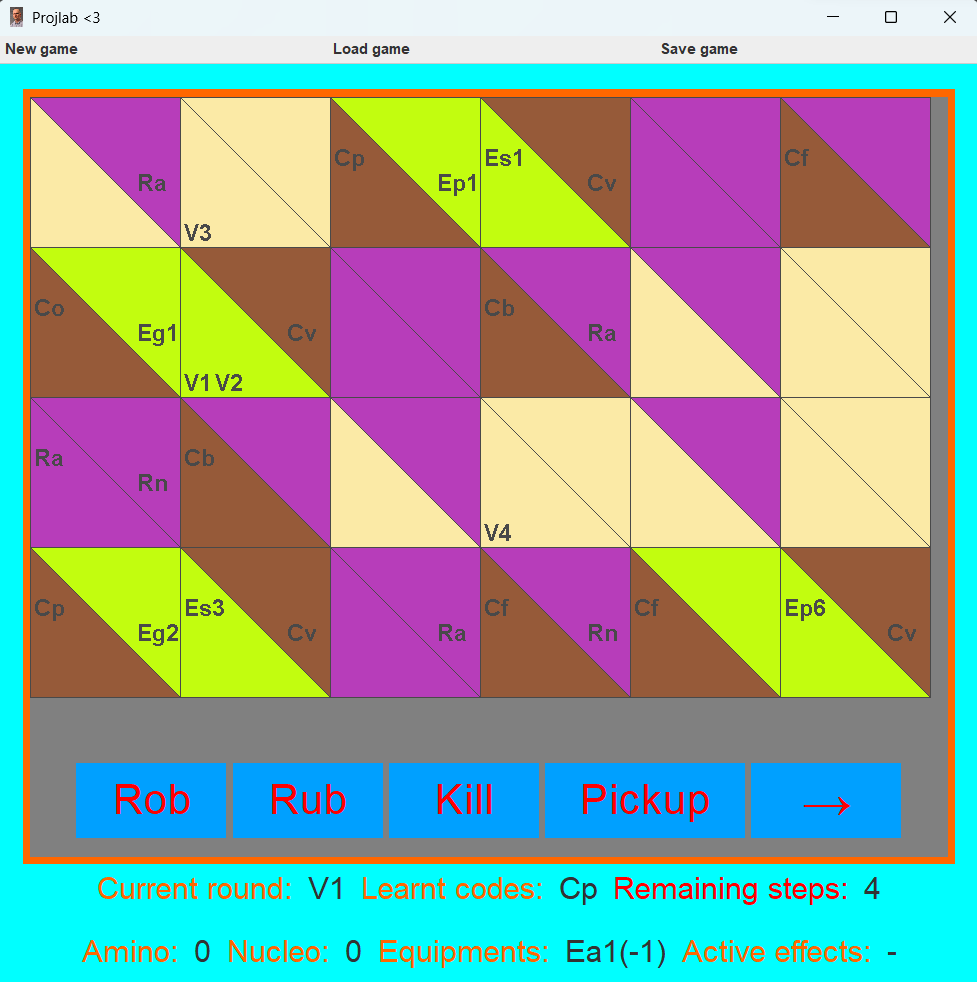 Projlab <3
New game Load game Save game
Cp Es1 Cf
Ra Ep1 Cv
V3
Co Cb
Eg1 Cv Ra
V1 V2
Ra Cb
Rn
V4
Cp Es3 Cf Cf Ep6
Eg2 Cv Ra Rn Cv
Rob Rub Kill Pickup →
Current round: V1 Learnt codes: Cp Remaining steps: 4
Amino: 0 Nucleo: 0 Equipments: Ea1(-1) Active effects: -